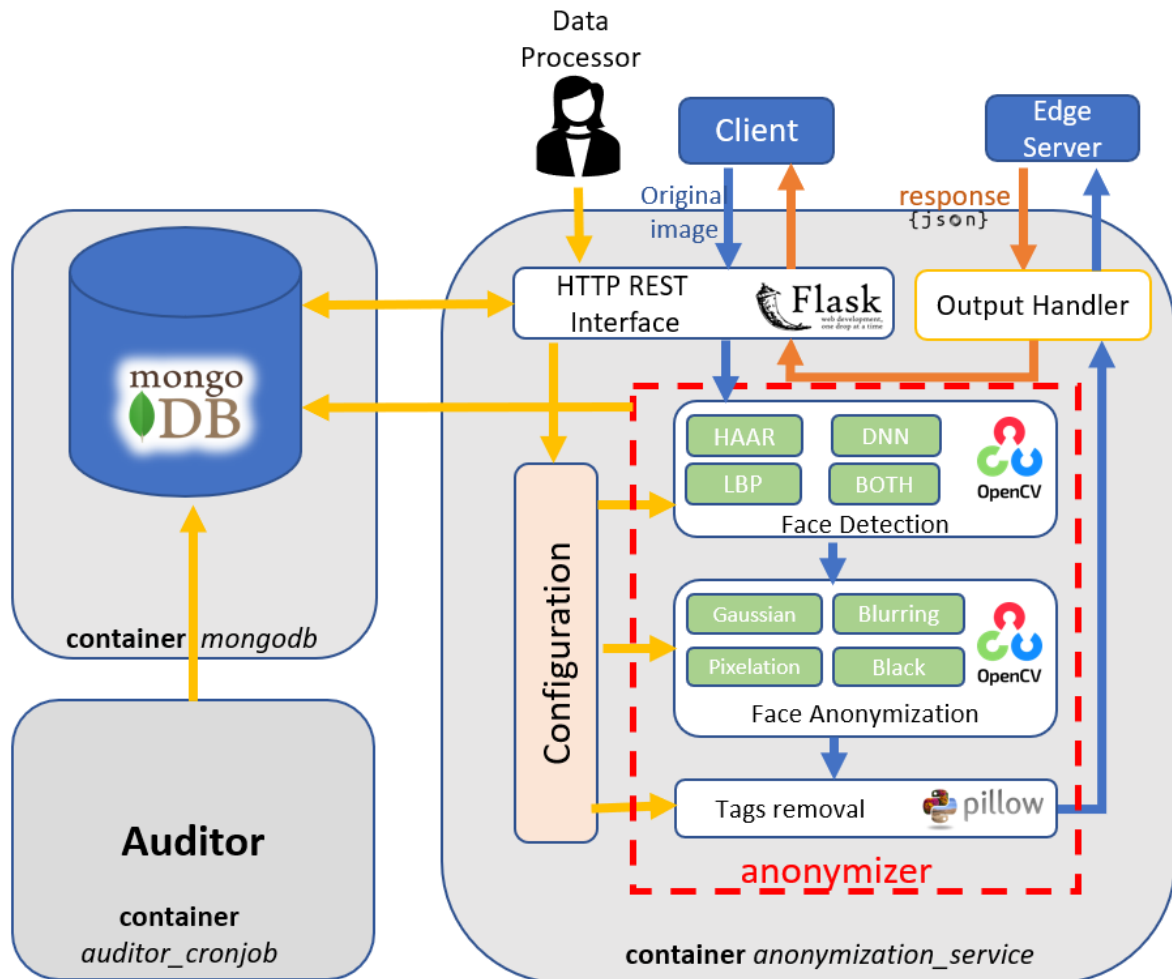 Data
Processor
Client
Edge
Server
Original
image
response
{json}
HTTP REST
Interface
Flask
web development,
one drop at a time
Output Handler
mongo
DB
HAAR
DNN
LBP
BOTH
OpenCV
Face Detection
Configuration
Gaussian
Blurring
Pixelation
Black
OpenCV
Face Anonymization
Tags removal
pillow
anonymizer
container mongodb
Auditor
container
auditor_cronjob
container anonymization_service